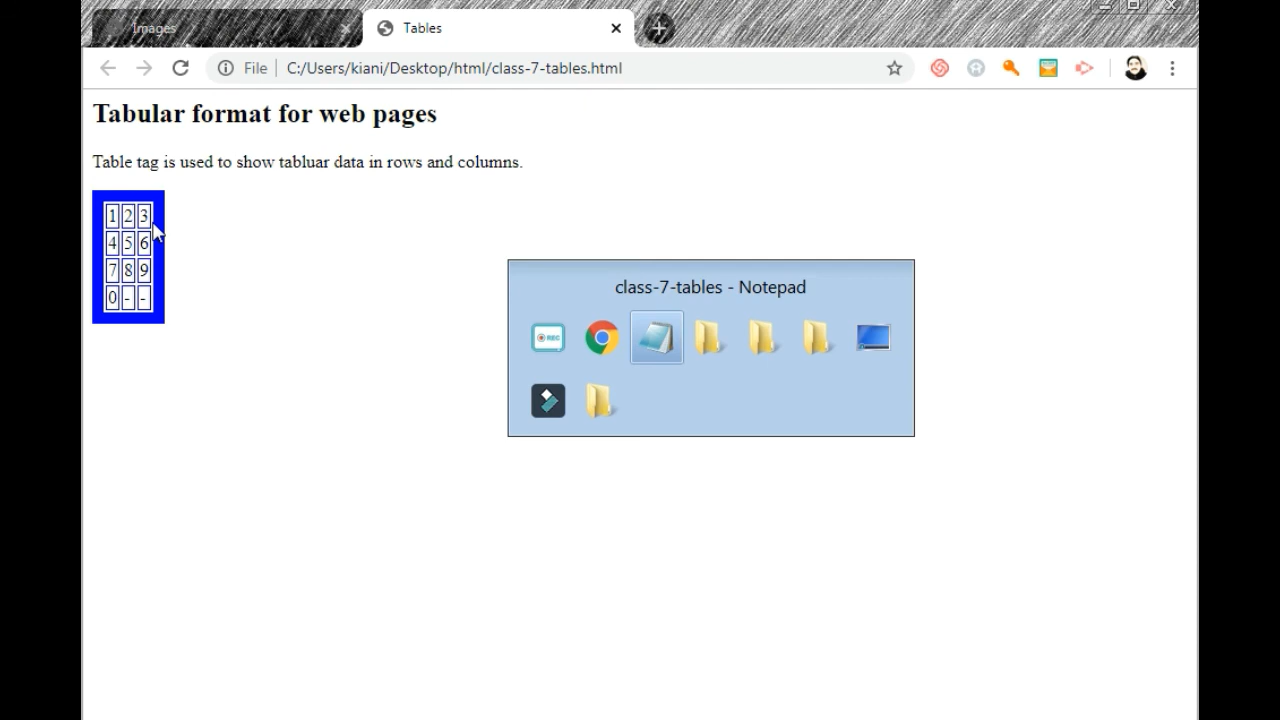 Images
Tables
File
C:/Users/kiani/Desktop/html/class-7-tables.html
Tabular format for web pages
Table tag is used to show tabluar data in rows and columns.
1 2 3
4 5 6
7 8 9
0 - -
class-7-tables - Notepad
REC